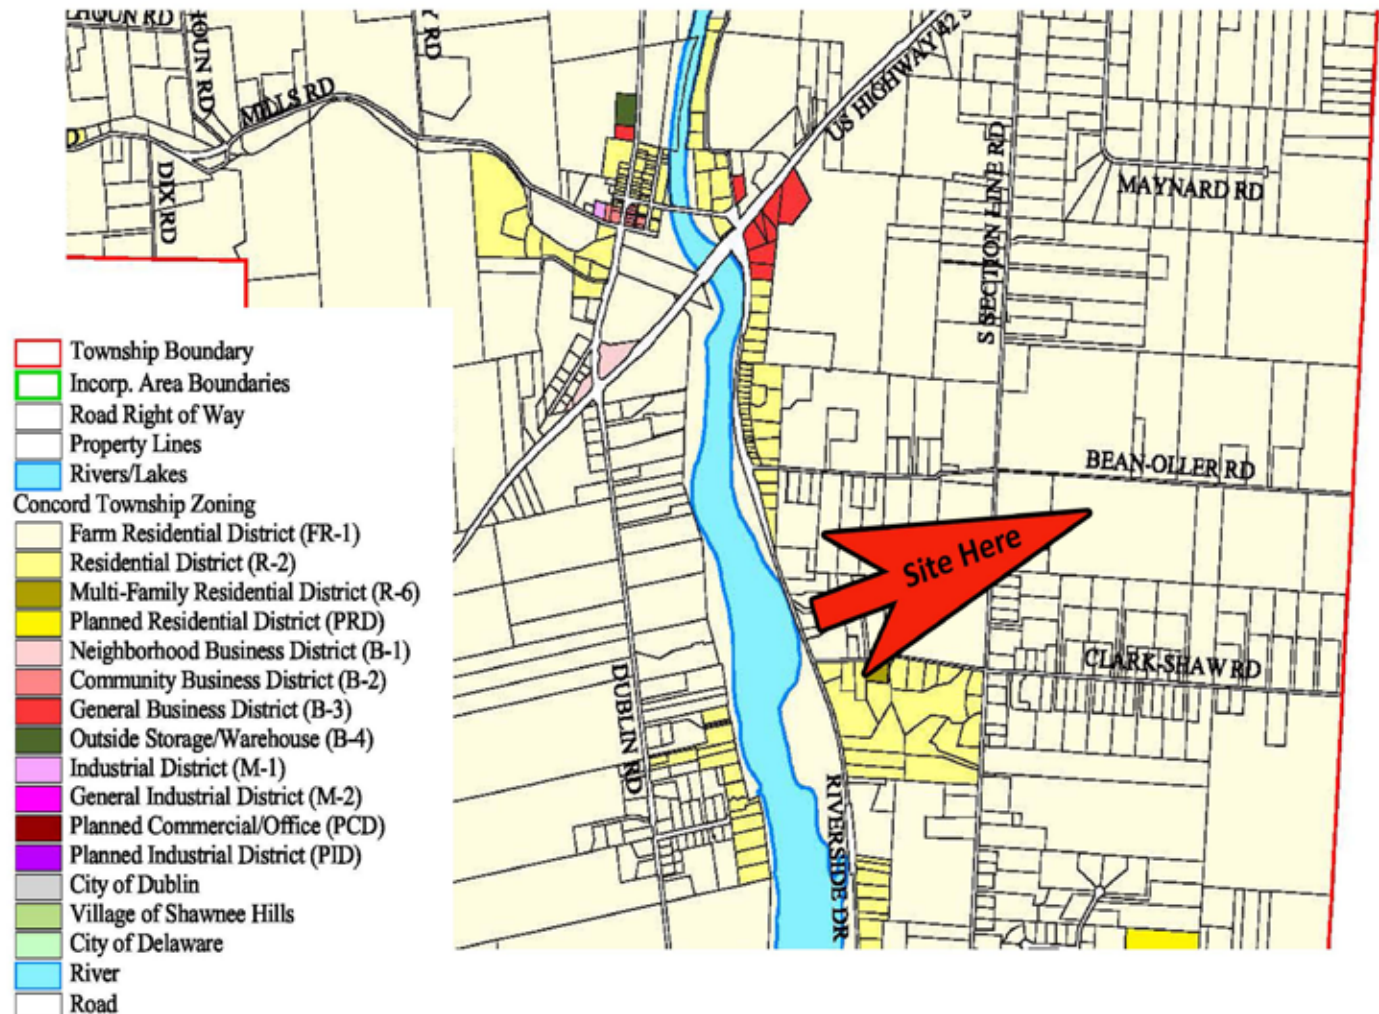 HOUN RD
HOUN RD
RD
US HIGHWAY 42 S
MILLS RD
DIX RD
S SECTION LINE RD
MAYNARD RD
Township Boundary
Incorp. Area Boundaries
Road Right of Way
Property Lines
Rivers/Lakes
Concord Township Zoning
Farm Residential District (FR-1)
Residential District (R-2)
Multi-Family Residential District (R-6)
Planned Residential District (PRD)
Neighborhood Business District (B-1)
Community Business District (B-2)
General Business District (B-3)
Outside Storage/Warehouse (B-4)
Industrial District (M-1)
General Industrial District (M-2)
Planned Commercial/Office (PCD)
Planned Industrial District (PID)
City of Dublin
Village of Shawnee Hills
City of Delaware
River
Road
BEAN-OLLER RD
Site Here
CLARK-SHAW RD
DUBLIN RD
RIVERSIDE DR